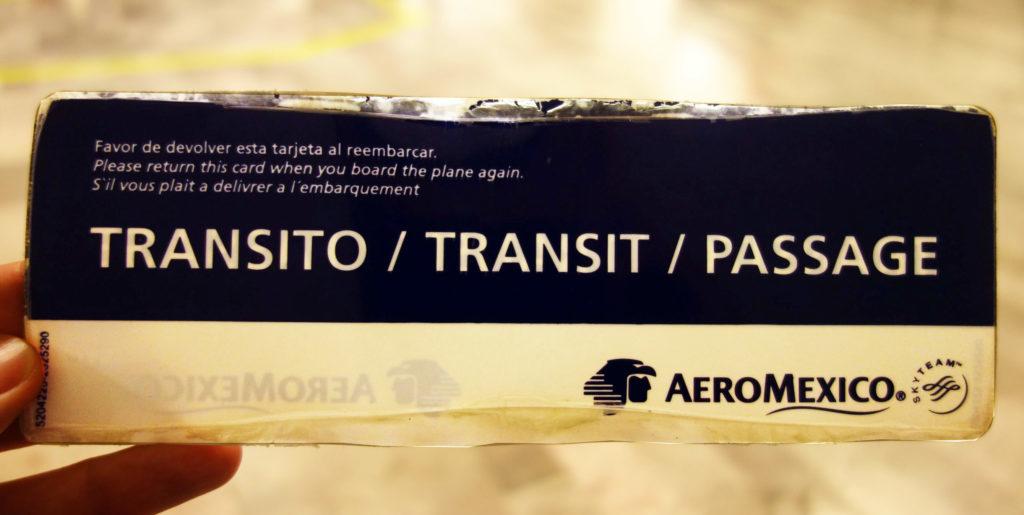 Favor de devolver esta tarjeta al reembarcar.
Please return this card when you board the plane again.
S'il vous plait a delivrer a l´embarquement
TRANSITO / TRANSIT / PASSAGE
AEROMEXICO®
SKYTEAM™